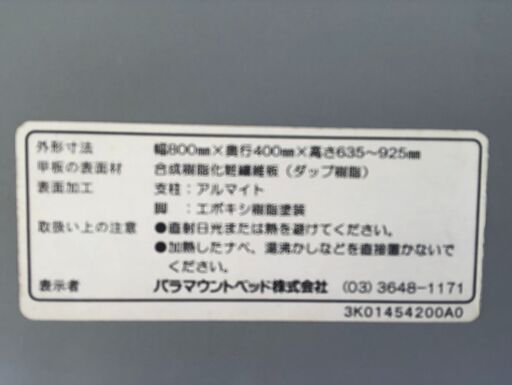 外形寸法 幅800mm×奥行400mm×高さ635~925mm
甲板の表面材 合成樹脂化粧繊維板(ダップ樹脂)
表面加工 支柱:アルマイト
脚 :エポキシ樹脂塗装
取扱い上の注意 ●直射日光または熱を避けてください。
●加熱したナベ、湯沸かしなどを直接置かないで
ください。
表示者 パラマウントベッド株式会社 (03)3648-1171
3K01454200A0